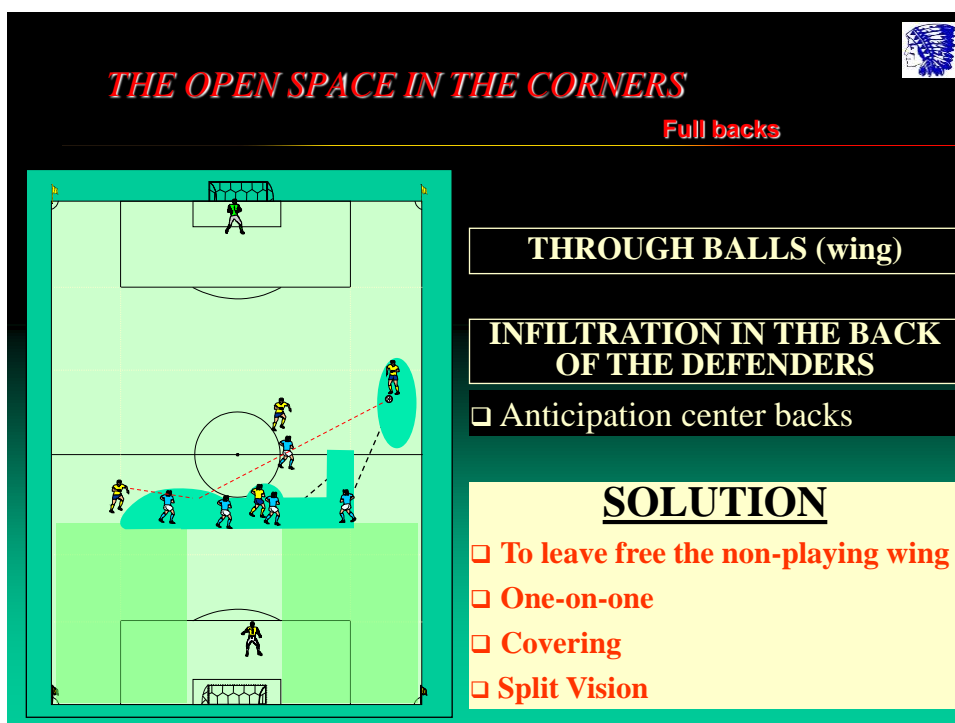 THE OPEN SPACE IN THE CORNERS
Full backs
THROUGH BALLS (wing)
INFILTRATION IN THE BACK
OF THE DEFENDERS
❑ Anticipation center backs
SOLUTION
❑ To leave free the non-playing wing
❑ One-on-one
❑ Covering
❑ Split Vision